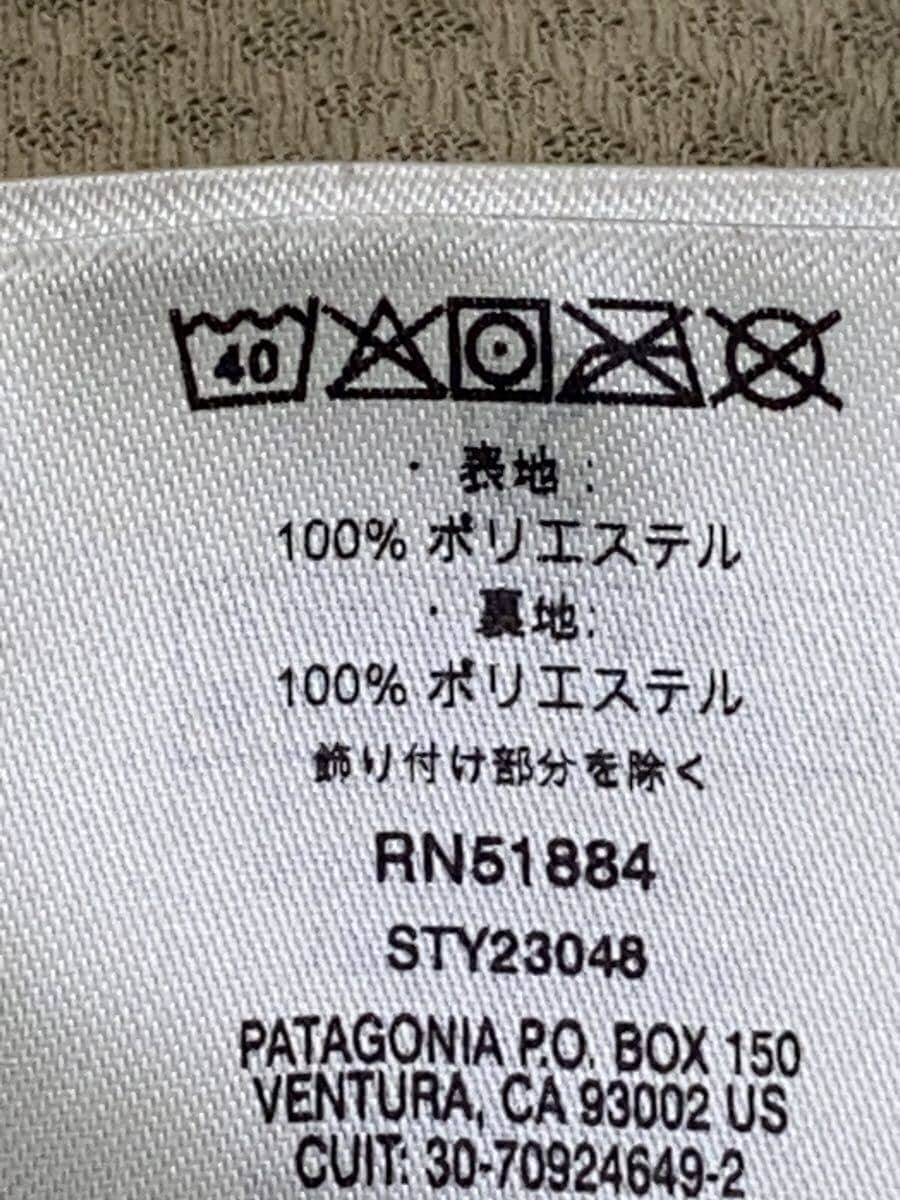 40
・表地:
100% ポリエステル
・裏地:
100% ポリエステル
飾り付け部分を除く
RN51884
STY23048
PATAGONIA P.O. BOX 150
VENTURA, CA 93002 US
CUIT: 30-70924649-2